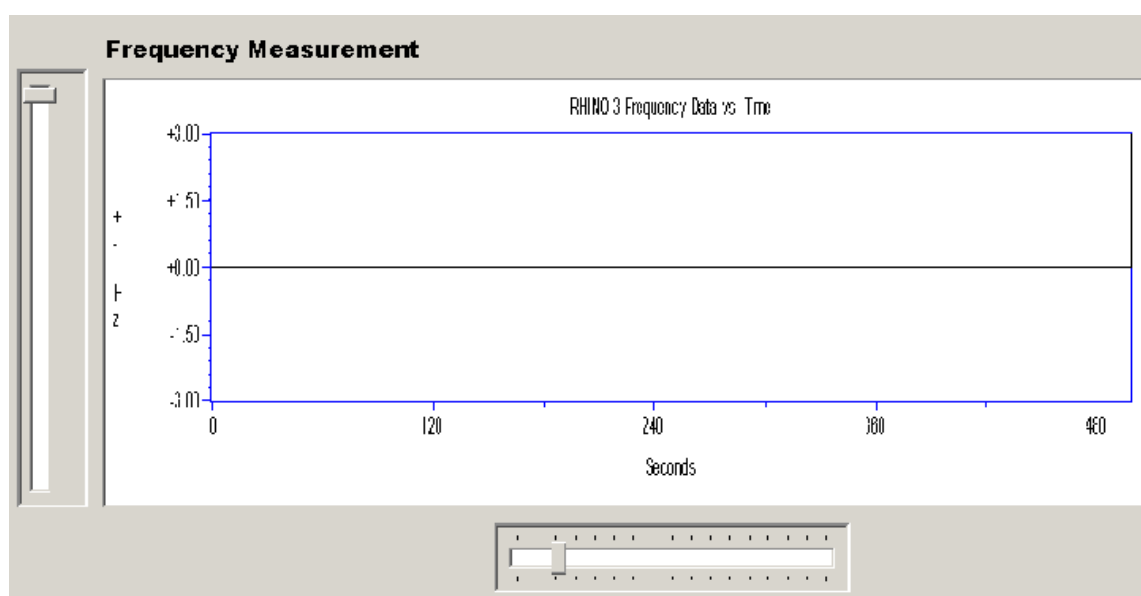 Frequency Measurement
RHINO 3 Frequency Data vs. Time
+3.00
+1.50
+0.00
-1.50
-3.00
+
-
H
z
0
120
240
360
480
Seconds